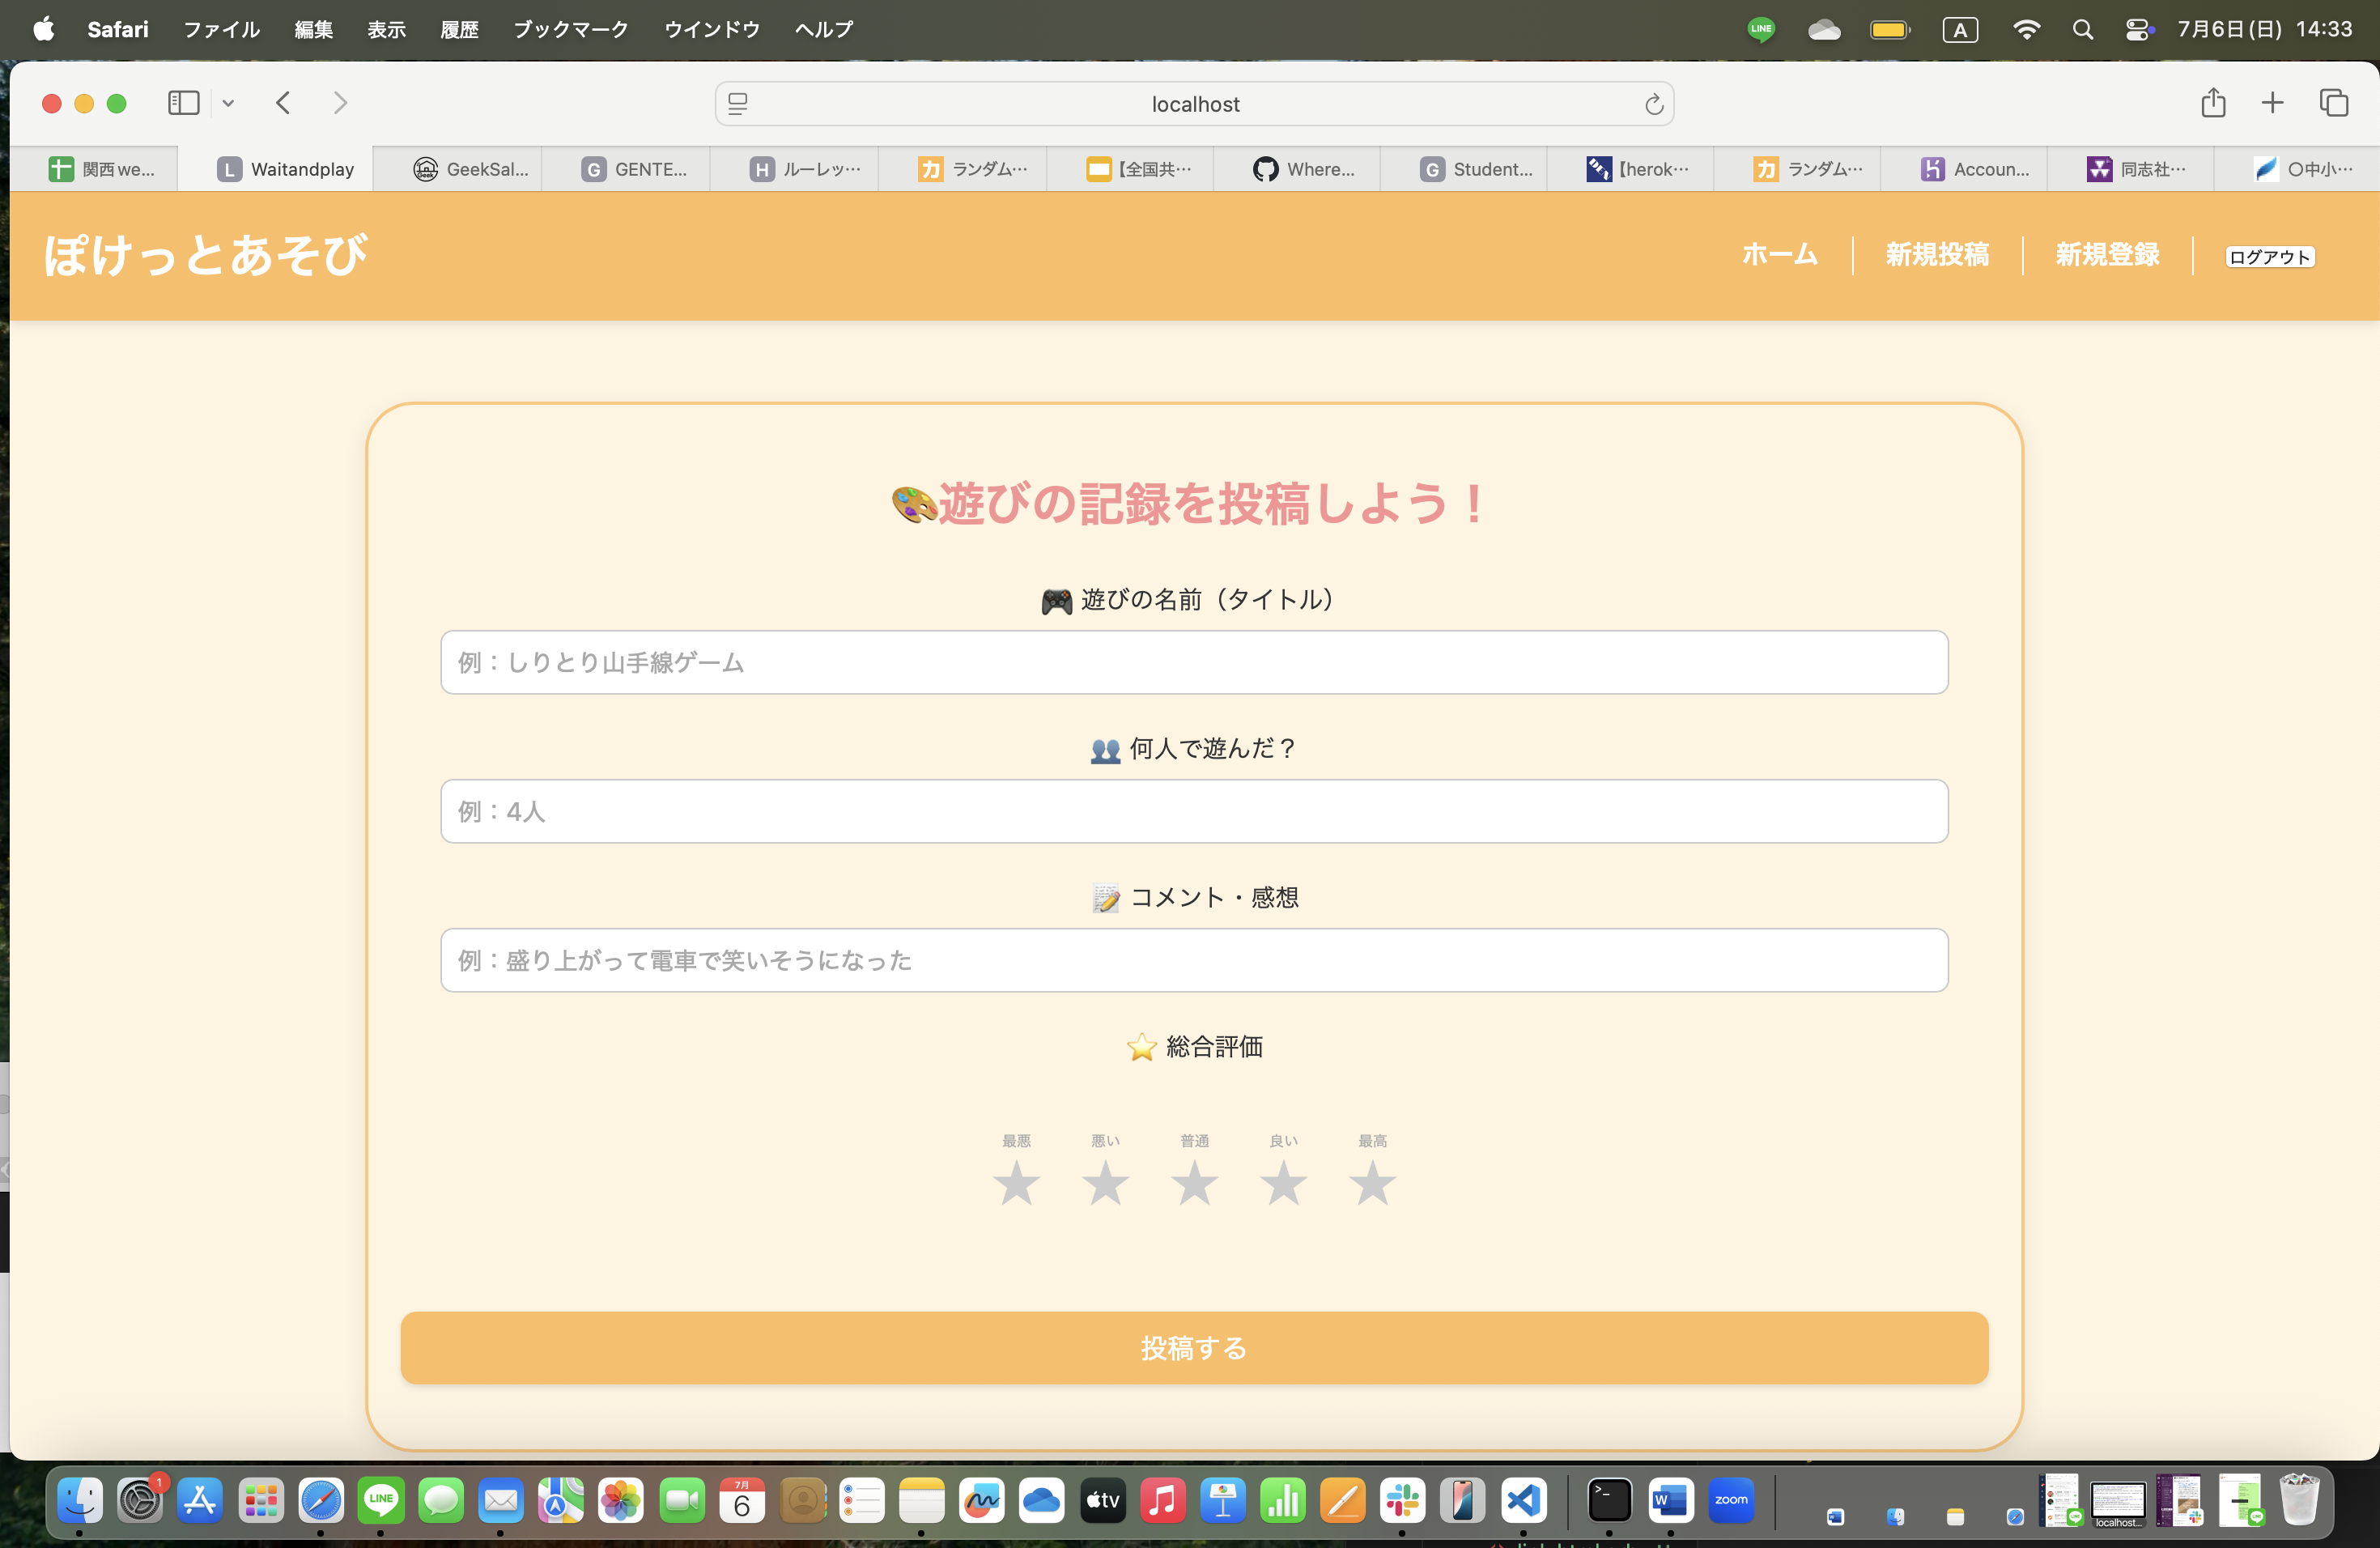 Safari ファイル 編集 表示 履歴 ブックマーク ウインドウ ヘルプ LINE A 7月6日(日) 14:33
localhost
関西 we... L Waitandplay GeekSal... G GENTE... H ルーレッ… カ ランダム… 【全国共… Where... G Student... 【herok… カ ランダム… Accoun... 同志社… 〇中小…
ぽけっとあそび ホーム 新規投稿 新規登録 ログアウト
遊びの記録を投稿しよう！
遊びの名前（タイトル）
例：しりとり山手線ゲーム
何人で遊んだ？
例：4人
コメント・感想
例：盛り上がって電車で笑いそうになった
総合評価
最悪 悪い 普通 良い 最高
投稿する
1 LINE 7月 6 tv >_ W zoom localhost...